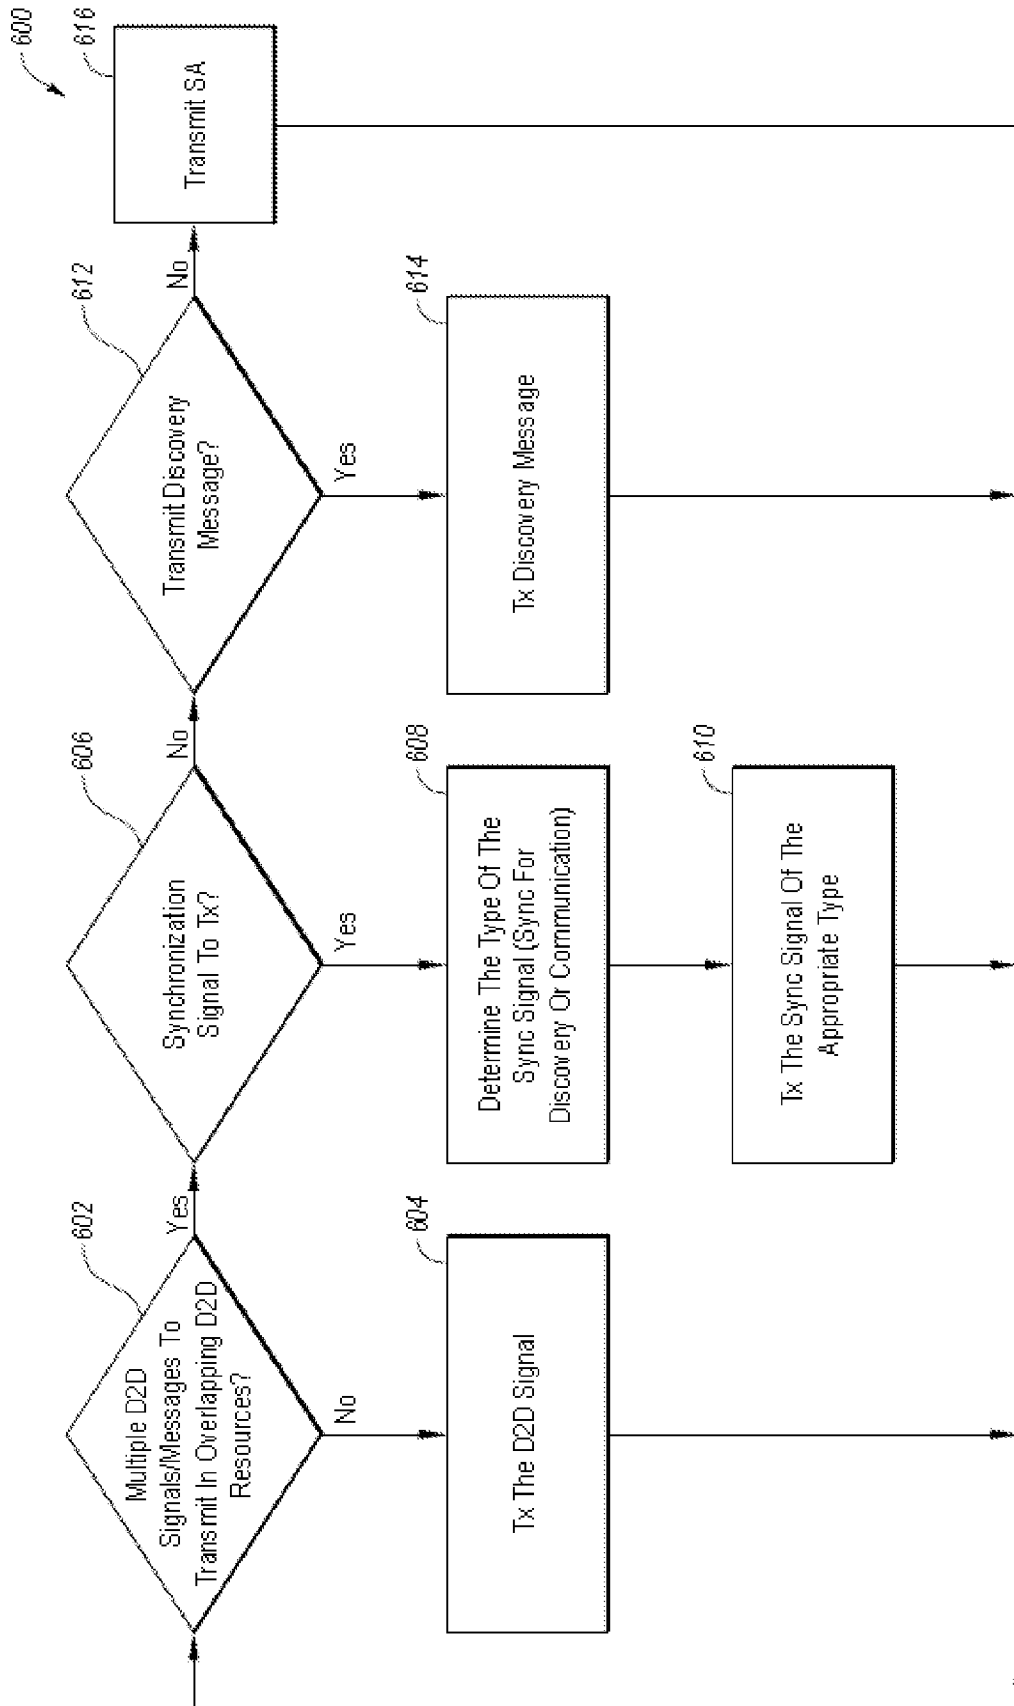 600
602
Multiple D2D
Signals/Messages To
Transmit In Overlapping D2D
Resources?
Yes
No
604
Tx The D2D Signal
606
Synchronization
Signal To Tx?
No
Yes
608
Determine The Type Of The
Sync Signal (Sync For
Discovery Or Communication)
610
Tx The Sync Signal Of The
Appropriate Type
612
Transmit Discovery
Message?
No
Yes
614
Tx Discovery Message
616
Transmit SA